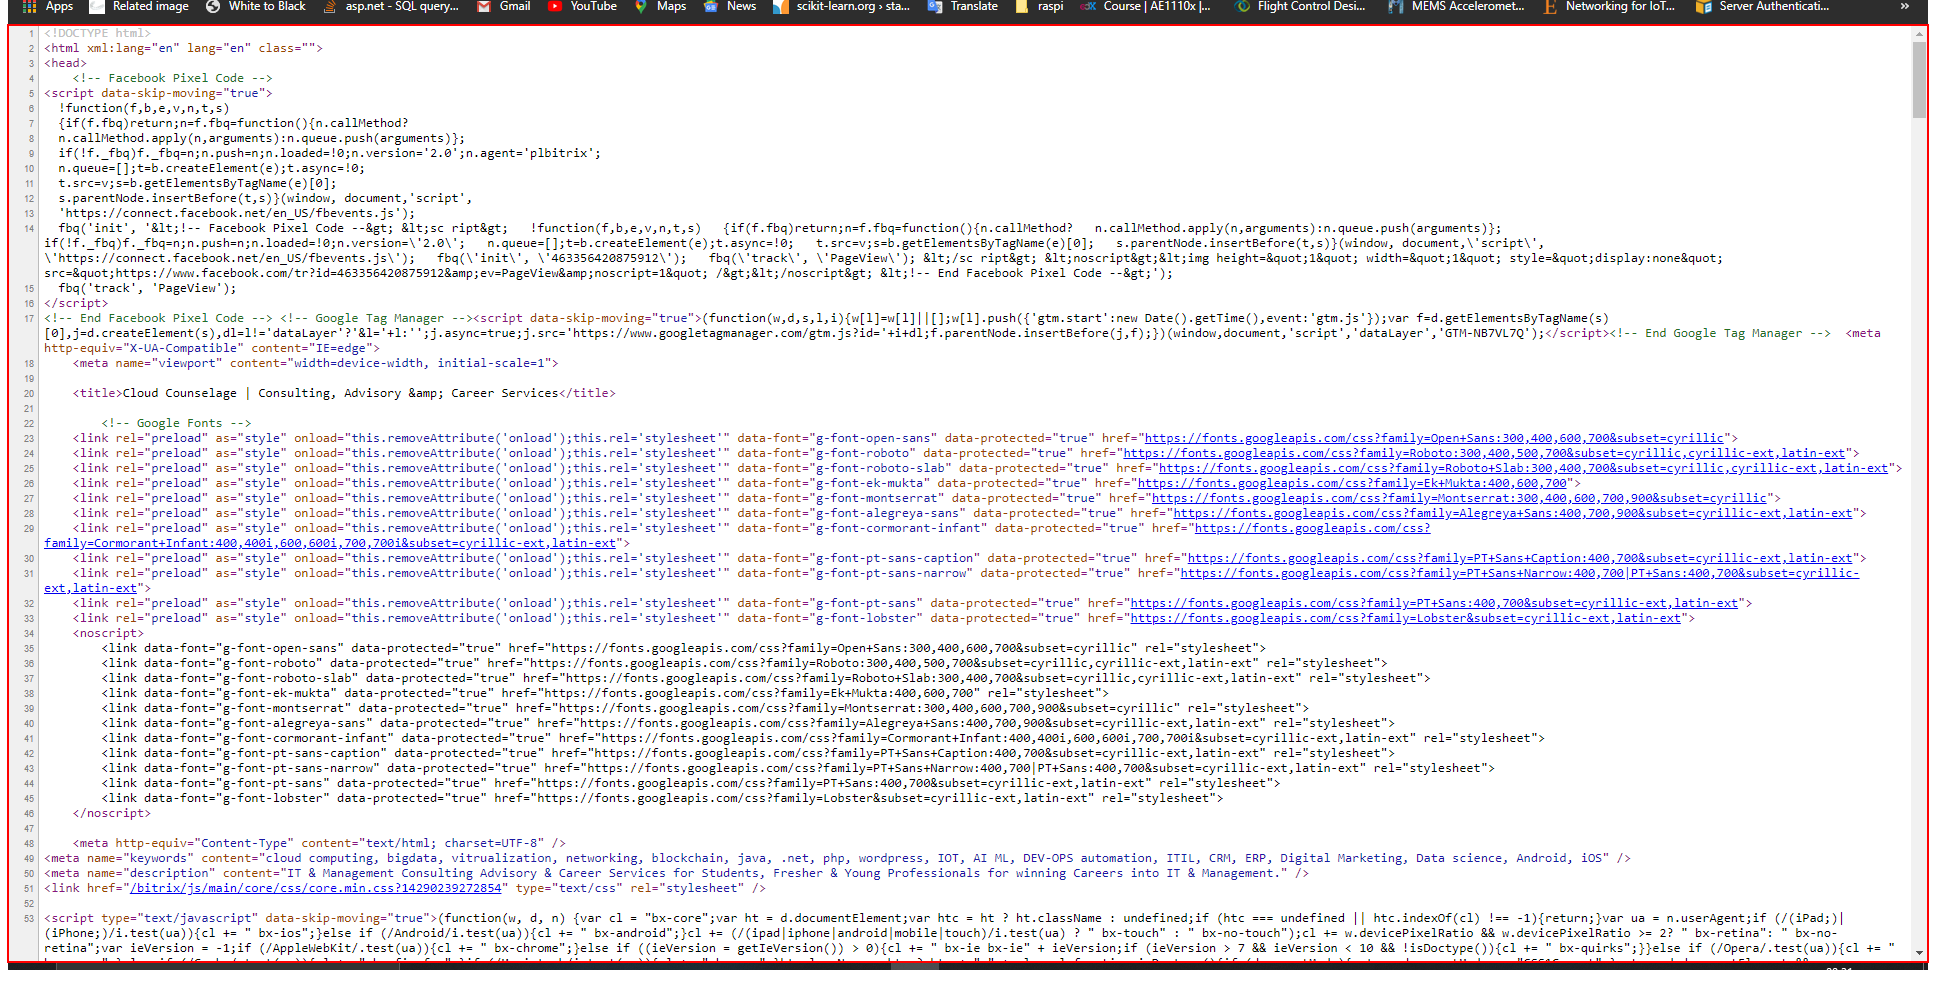 Apps Related image White to Black asp.net - SQL query... Gmail YouTube Maps News scikit-learn.org › sta... Translate raspi Course | AE1110x |... Flight Control Desi... MEMS Acceleromet... Networking for IoT... Server Authenticati... »
1 <!DOCTYPE html>
2 <html xml:lang="en" lang="en" class="">
3 <head>
4 <!-- Facebook Pixel Code -->
5 <script data-skip-moving="true">
6 !function(f,b,e,v,n,t,s)
7 {if(f.fbq)return;n=f.fbq=function(){n.callMethod?
8 n.callMethod.apply(n,arguments):n.queue.push(arguments)};
9 if(!f._fbq)f._fbq=n;n.push=n;n.loaded=!0;n.version='2.0';n.agent='plbitrix';
10 n.queue=[];t=b.createElement(e);t.async=!0;
11 t.src=v;s=b.getElementsByTagName(e)[0];
12 s.parentNode.insertBefore(t,s)}(window, document,'script',
13 'https://connect.facebook.net/en_US/fbevents.js');
14 fbq('init', '&lt;!-- Facebook Pixel Code --&gt; &lt;sc ript&gt; !function(f,b,e,v,n,t,s) {if(f.fbq)return;n=f.fbq=function(){n.callMethod? n.callMethod.apply(n,arguments):n.queue.push(arguments)};
if(!f._fbq)f._fbq=n;n.push=n;n.loaded=!0;n.version=\'2.0\'; n.queue=[];t=b.createElement(e);t.async=!0; t.src=v;s=b.getElementsByTagName(e)[0]; s.parentNode.insertBefore(t,s)}(window, document,\'script\',
\'https://connect.facebook.net/en_US/fbevents.js\'); fbq(\'init\', \'463356420875912\'); fbq(\'track\', \'PageView\'); &lt;/sc ript&gt; &lt;noscript&gt;&lt;img height=&quot;1&quot; width=&quot;1&quot; style=&quot;display:none&quot;
src=&quot;https://www.facebook.com/tr?id=463356420875912&amp;ev=PageView&amp;noscript=1&quot; /&gt;&lt;/noscript&gt; &lt;!-- End Facebook Pixel Code --&gt;');
15 fbq('track', 'PageView');
16 </script>
17 <!-- End Facebook Pixel Code --> <!-- Google Tag Manager --><script data-skip-moving="true">(function(w,d,s,l,i){w[l]=w[l]||[];w[l].push({'gtm.start':new Date().getTime(),event:'gtm.js'});var f=d.getElementsByTagName(s)
[0],j=d.createElement(s),dl=l!='dataLayer'?'&l='+l:'';j.async=true;j.src='https://www.googletagmanager.com/gtm.js?id='+i+dl;f.parentNode.insertBefore(j,f);})(window,document,'script','dataLayer','GTM-NB7VL7Q');</script><!-- End Google Tag Manager --> <meta
http-equiv="X-UA-Compatible" content="IE=edge">
18 <meta name="viewport" content="width=device-width, initial-scale=1">
19
20 <title>Cloud Counselage | Consulting, Advisory &amp; Career Services</title>
21
22 <!-- Google Fonts -->
23 <link rel="preload" as="style" onload="this.removeAttribute('onload');this.rel='stylesheet'" data-font="g-font-open-sans" data-protected="true" href="https://fonts.googleapis.com/css?family=Open+Sans:300,400,600,700&subset=cyrillic">
24 <link rel="preload" as="style" onload="this.removeAttribute('onload');this.rel='stylesheet'" data-font="g-font-roboto" data-protected="true" href="https://fonts.googleapis.com/css?family=Roboto:300,400,500,700&subset=cyrillic,cyrillic-ext,latin-ext">
25 <link rel="preload" as="style" onload="this.removeAttribute('onload');this.rel='stylesheet'" data-font="g-font-roboto-slab" data-protected="true" href="https://fonts.googleapis.com/css?family=Roboto+Slab:300,400,700&subset=cyrillic,cyrillic-ext,latin-ext">
26 <link rel="preload" as="style" onload="this.removeAttribute('onload');this.rel='stylesheet'" data-font="g-font-ek-mukta" data-protected="true" href="https://fonts.googleapis.com/css?family=Ek+Mukta:400,600,700">
27 <link rel="preload" as="style" onload="this.removeAttribute('onload');this.rel='stylesheet'" data-font="g-font-montserrat" data-protected="true" href="https://fonts.googleapis.com/css?family=Montserrat:300,400,600,700,900&subset=cyrillic">
28 <link rel="preload" as="style" onload="this.removeAttribute('onload');this.rel='stylesheet'" data-font="g-font-alegreya-sans" data-protected="true" href="https://fonts.googleapis.com/css?family=Alegreya+Sans:400,700,900&subset=cyrillic-ext,latin-ext">
29 <link rel="preload" as="style" onload="this.removeAttribute('onload');this.rel='stylesheet'" data-font="g-font-cormorant-infant" data-protected="true" href="https://fonts.googleapis.com/css?
family=Cormorant+Infant:400,400i,600,600i,700,700i&subset=cyrillic-ext,latin-ext">
30 <link rel="preload" as="style" onload="this.removeAttribute('onload');this.rel='stylesheet'" data-font="g-font-pt-sans-caption" data-protected="true" href="https://fonts.googleapis.com/css?family=PT+Sans+Caption:400,700&subset=cyrillic-ext,latin-ext">
31 <link rel="preload" as="style" onload="this.removeAttribute('onload');this.rel='stylesheet'" data-font="g-font-pt-sans-narrow" data-protected="true" href="https://fonts.googleapis.com/css?family=PT+Sans+Narrow:400,700|PT+Sans:400,700&subset=cyrillic-
ext,latin-ext">
32 <link rel="preload" as="style" onload="this.removeAttribute('onload');this.rel='stylesheet'" data-font="g-font-pt-sans" data-protected="true" href="https://fonts.googleapis.com/css?family=PT+Sans:400,700&subset=cyrillic-ext,latin-ext">
33 <link rel="preload" as="style" onload="this.removeAttribute('onload');this.rel='stylesheet'" data-font="g-font-lobster" data-protected="true" href="https://fonts.googleapis.com/css?family=Lobster&subset=cyrillic-ext,latin-ext">
34 <noscript>
35 <link data-font="g-font-open-sans" data-protected="true" href="https://fonts.googleapis.com/css?family=Open+Sans:300,400,600,700&subset=cyrillic" rel="stylesheet">
36 <link data-font="g-font-roboto" data-protected="true" href="https://fonts.googleapis.com/css?family=Roboto:300,400,500,700&subset=cyrillic,cyrillic-ext,latin-ext" rel="stylesheet">
37 <link data-font="g-font-roboto-slab" data-protected="true" href="https://fonts.googleapis.com/css?family=Roboto+Slab:300,400,700&subset=cyrillic,cyrillic-ext,latin-ext" rel="stylesheet">
38 <link data-font="g-font-ek-mukta" data-protected="true" href="https://fonts.googleapis.com/css?family=Ek+Mukta:400,600,700" rel="stylesheet">
39 <link data-font="g-font-montserrat" data-protected="true" href="https://fonts.googleapis.com/css?family=Montserrat:300,400,600,700,900&subset=cyrillic" rel="stylesheet">
40 <link data-font="g-font-alegreya-sans" data-protected="true" href="https://fonts.googleapis.com/css?family=Alegreya+Sans:400,700,900&subset=cyrillic-ext,latin-ext" rel="stylesheet">
41 <link data-font="g-font-cormorant-infant" data-protected="true" href="https://fonts.googleapis.com/css?family=Cormorant+Infant:400,400i,600,600i,700,700i&subset=cyrillic-ext,latin-ext" rel="stylesheet">
42 <link data-font="g-font-pt-sans-caption" data-protected="true" href="https://fonts.googleapis.com/css?family=PT+Sans+Caption:400,700&subset=cyrillic-ext,latin-ext" rel="stylesheet">
43 <link data-font="g-font-pt-sans-narrow" data-protected="true" href="https://fonts.googleapis.com/css?family=PT+Sans+Narrow:400,700|PT+Sans:400,700&subset=cyrillic-ext,latin-ext" rel="stylesheet">
44 <link data-font="g-font-pt-sans" data-protected="true" href="https://fonts.googleapis.com/css?family=PT+Sans:400,700&subset=cyrillic-ext,latin-ext" rel="stylesheet">
45 <link data-font="g-font-lobster" data-protected="true" href="https://fonts.googleapis.com/css?family=Lobster&subset=cyrillic-ext,latin-ext" rel="stylesheet">
46 </noscript>
47
48 <meta http-equiv="Content-Type" content="text/html; charset=UTF-8" />
49 <meta name="keywords" content="cloud computing, bigdata, vitrualization, networking, blockchain, java, .net, php, wordpress, IOT, AI ML, DEV-OPS automation, ITIL, CRM, ERP, Digital Marketing, Data science, Android, iOS" />
50 <meta name="description" content="IT & Management Consulting Advisory & Career Services for Students, Fresher & Young Professionals for winning Careers into IT & Management." />
51 <link href="/bitrix/js/main/core/css/core.min.css?14290239272854" type="text/css" rel="stylesheet" />
52
53 <script type="text/javascript" data-skip-moving="true">(function(w, d, n) {var cl = "bx-core";var ht = d.documentElement;var htc = ht ? ht.className : undefined;if (htc === undefined || htc.indexOf(cl) !== -1){return;}var ua = n.userAgent;if (/(iPad;)|
(iPhone;)/i.test(ua)){cl += " bx-ios";}else if (/Android/i.test(ua)){cl += " bx-android";}cl += (/(ipad|iphone|android|mobile|touch)/i.test(ua) ? " bx-touch" : " bx-no-touch");cl += w.devicePixelRatio && w.devicePixelRatio >= 2? " bx-retina": " bx-no-
retina";var ieVersion = -1;if (/AppleWebKit/.test(ua)){cl += " bx-chrome";}else if ((ieVersion = getIeVersion()) > 0){cl += " bx-ie bx-ie" + ieVersion;if (ieVersion > 7 && ieVersion < 10 && !isDoctype()){cl += " bx-quirks";}}else if (/Opera/.test(ua)){cl += "